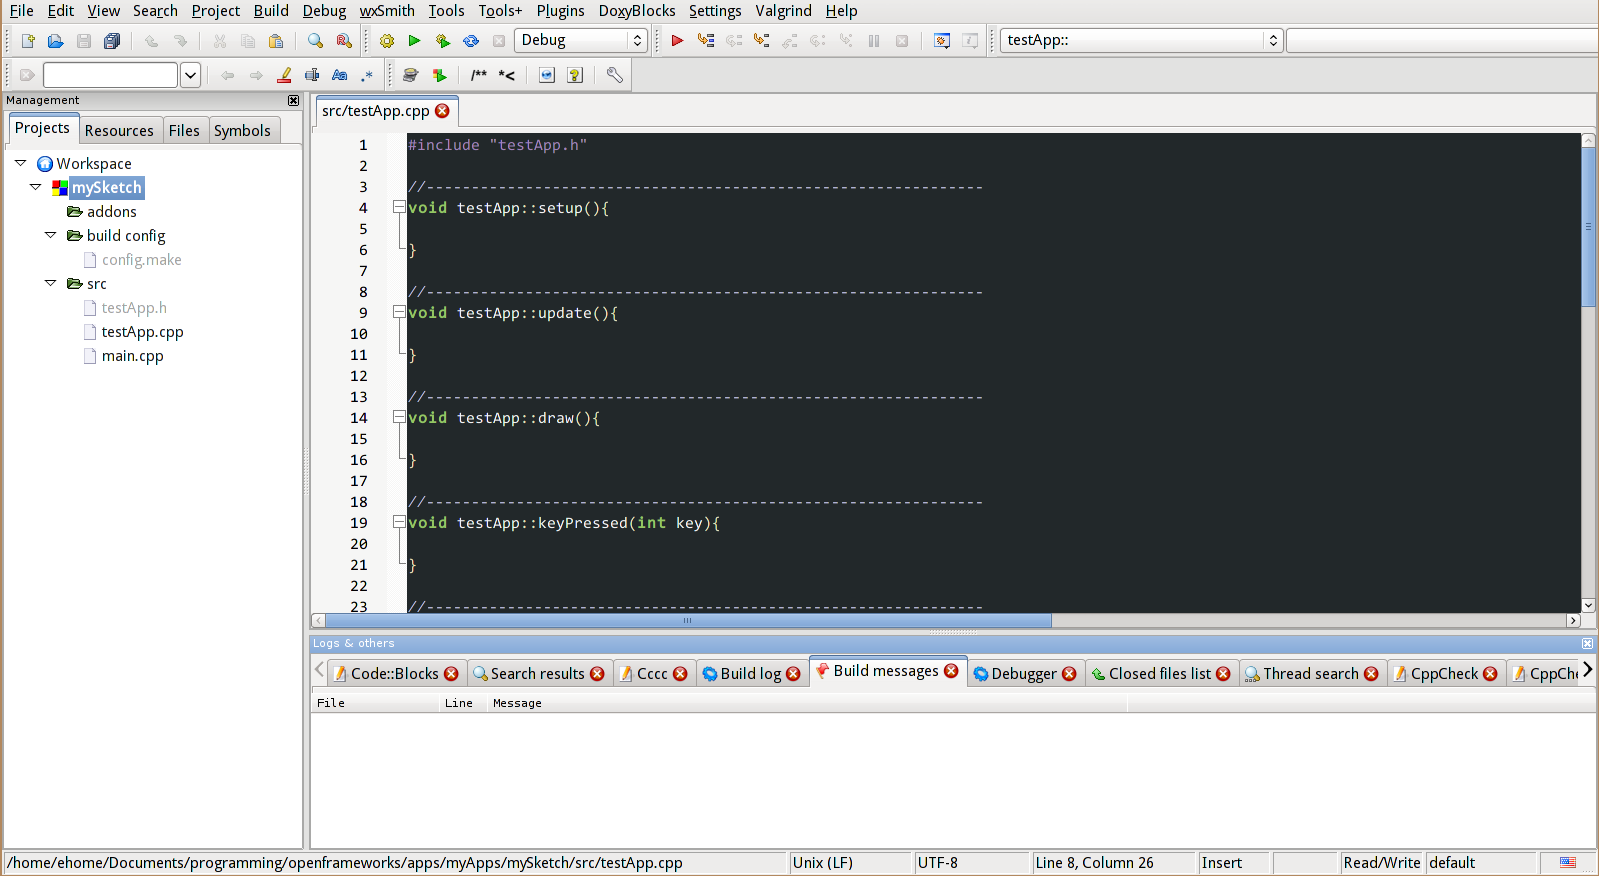 File Edit View Search Project Build Debug wxSmith Tools Tools+ Plugins DoxyBlocks Settings Valgrind Help
Debug testApp::
/** *<
Management
Projects Resources Files Symbols
Workspace
mySketch
addons
build config
config.make
src
testApp.h
testApp.cpp
main.cpp
src/testApp.cpp
1 #include "testApp.h"
2
3 //--------------------------------------------------------------
4 void testApp::setup(){
5
6 }
7
8 //--------------------------------------------------------------
9 void testApp::update(){
10
11 }
12
13 //--------------------------------------------------------------
14 void testApp::draw(){
15
16 }
17
18 //--------------------------------------------------------------
19 void testApp::keyPressed(int key){
20
21 }
22
23 //--------------------------------------------------------------
Logs & others
Code::Blocks Search results Cccc Build log Build messages Debugger Closed files list Thread search CppCheck CppChe
File Line Message
/home/ehome/Documents/programming/openframeworks/apps/myApps/mySketch/src/testApp.cpp Unix (LF) UTF-8 Line 8, Column 26 Insert Read/Write default